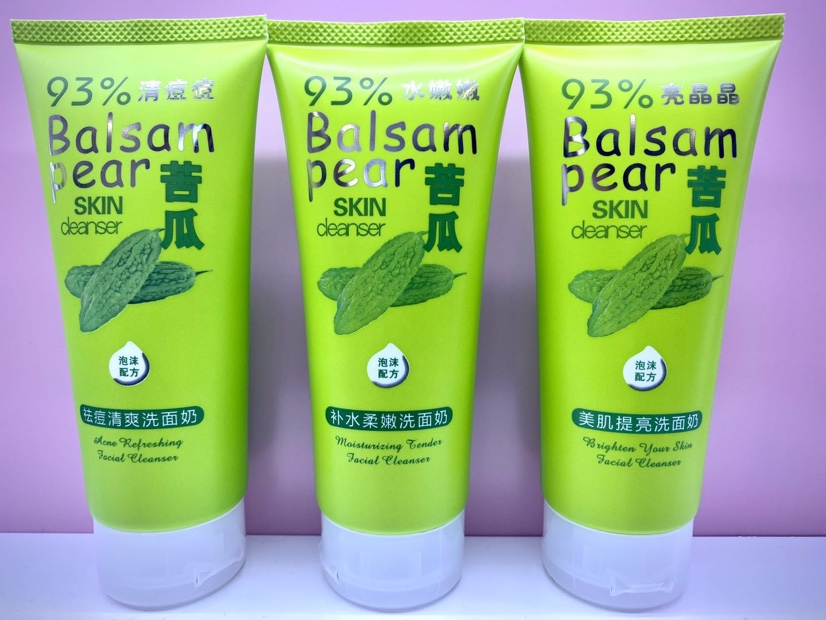 93% 清痘痘
Balsam
pear
苦瓜
SKIN
cleanser
泡沫
配方
祛痘清爽洗面奶
Acne Refreshing
Facial Cleanser
93% 水嫩嫩
Balsam
pear
苦瓜
SKIN
cleanser
泡沫
配方
补水柔嫩洗面奶
Moisturizing Tender
Facial Cleanser
93% 亮晶晶
Balsam
pear
苦瓜
SKIN
cleanser
泡沫
配方
美肌提亮洗面奶
Brighten Your Skin
Facial Cleanser